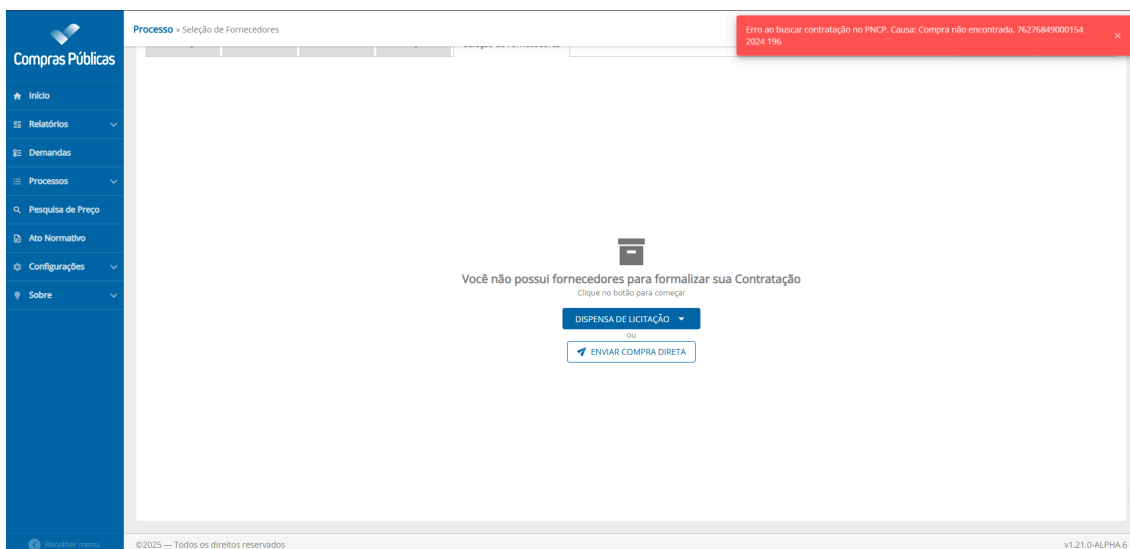 Compras Públicas
Início
Relatórios
Demandas
Processos
Pesquisa de Preço
Ato Normativo
Configurações
Sobre
Recolher menu
Processo » Seleção de Fornecedores
Erro ao buscar contratação no PNCP. Causa: Compra não encontrada. 76276849000154
2024 196
Seleção de Fornecedores
Você não possui fornecedores para formalizar sua Contratação
Clique no botão para começar
DISPENSA DE LICITAÇÃO
ou
ENVIAR COMPRA DIRETA
©2025 — Todos os direitos reservados
v1.21.0-ALPHA.6